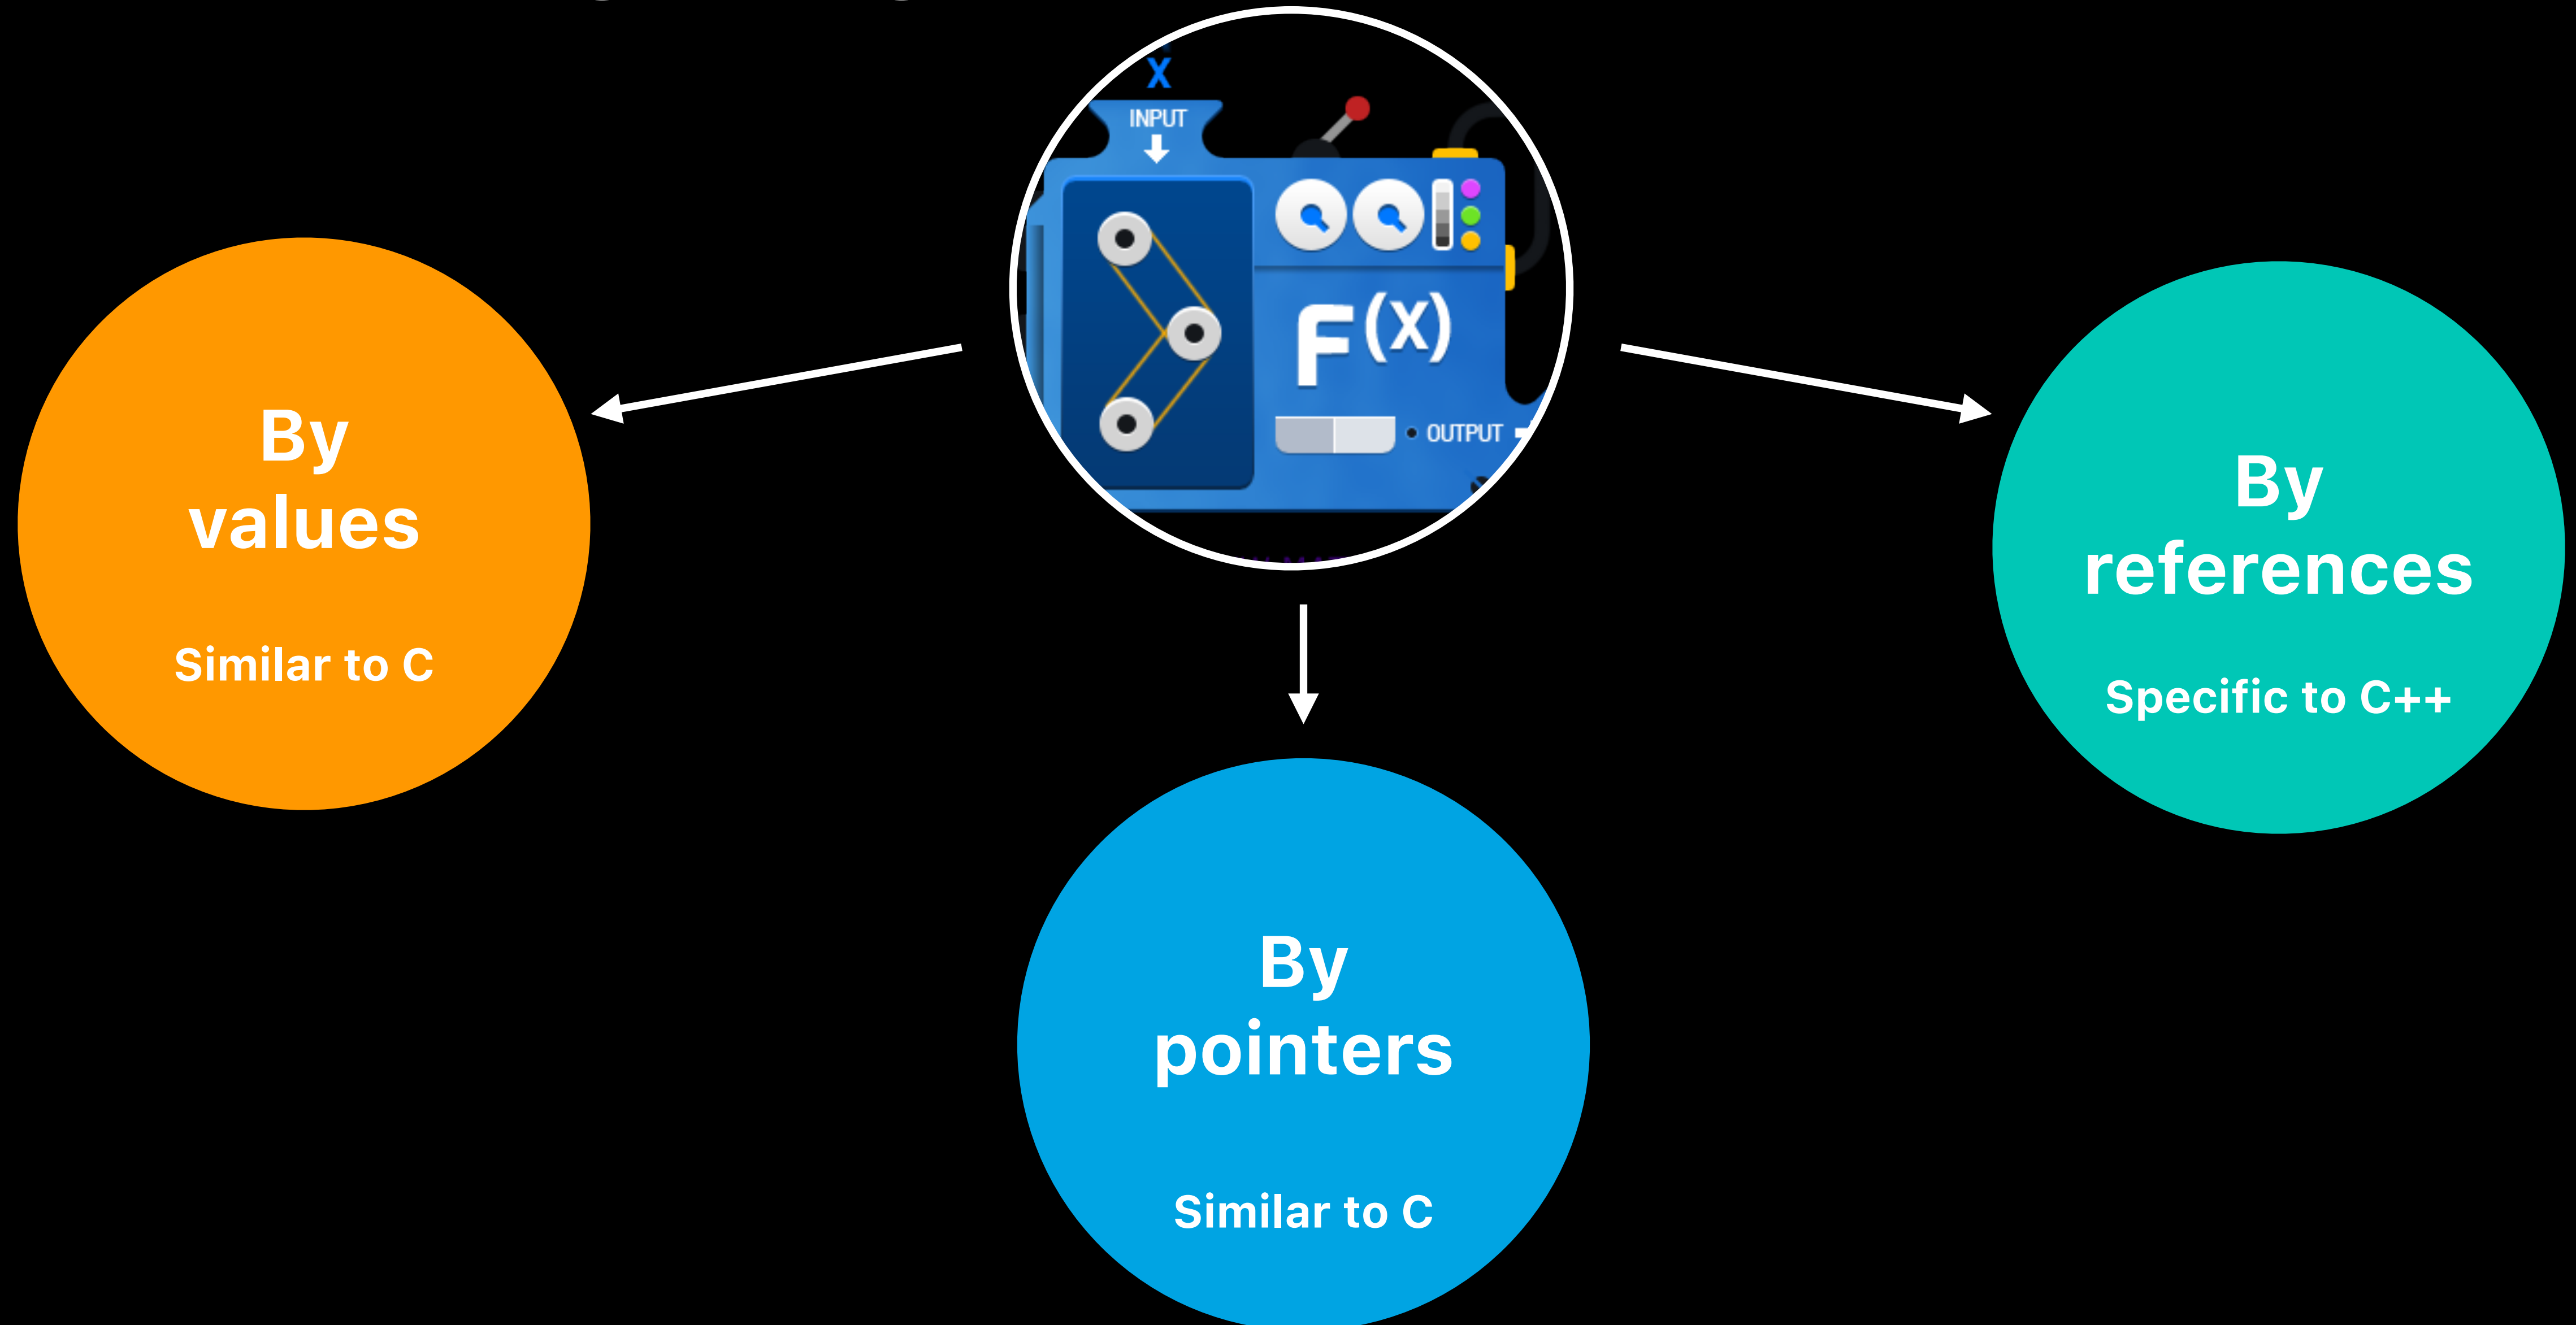 X
INPUT
F(X)
OUTPUT
By
values
Similar to C
By
references
Specific to C++
By
pointers
Similar to C